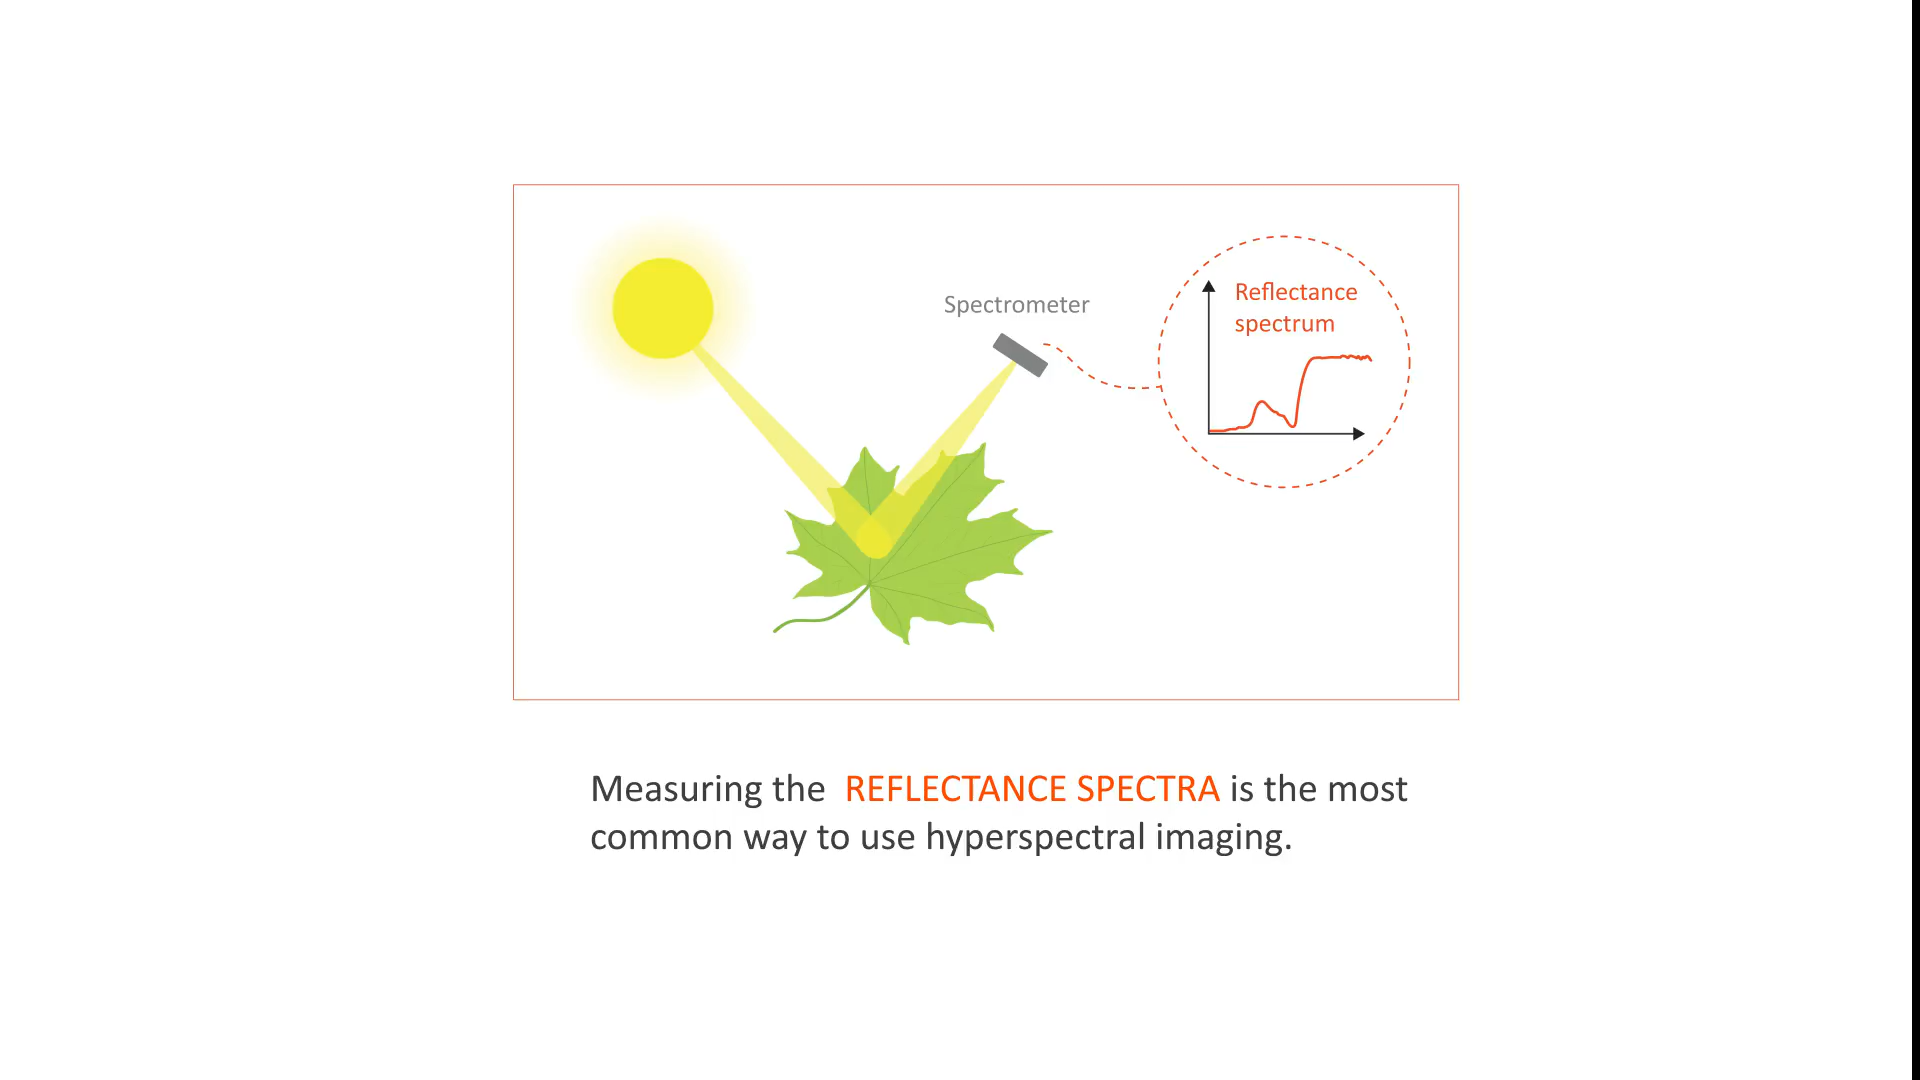 Spectrometer
Reflectance
spectrum
Measuring the REFLECTANCE SPECTRA is the most
common way to use hyperspectral imaging.